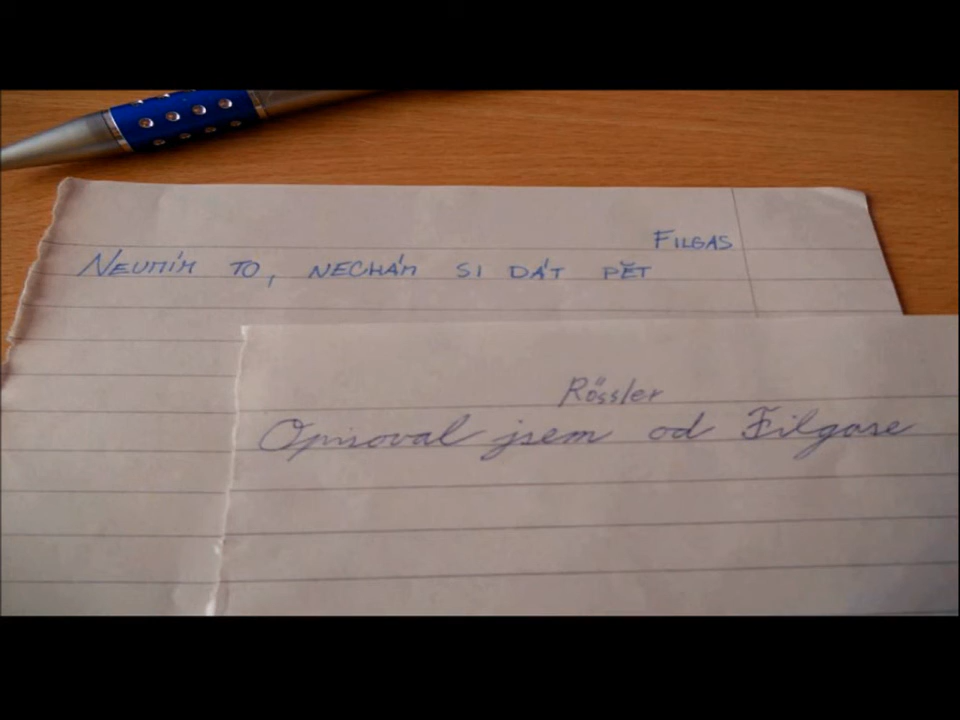 FILGAS
NEUMÍM TO, NECHÁM SI DÁT PĚT
Rössler
Opisoval jsem od Filgase